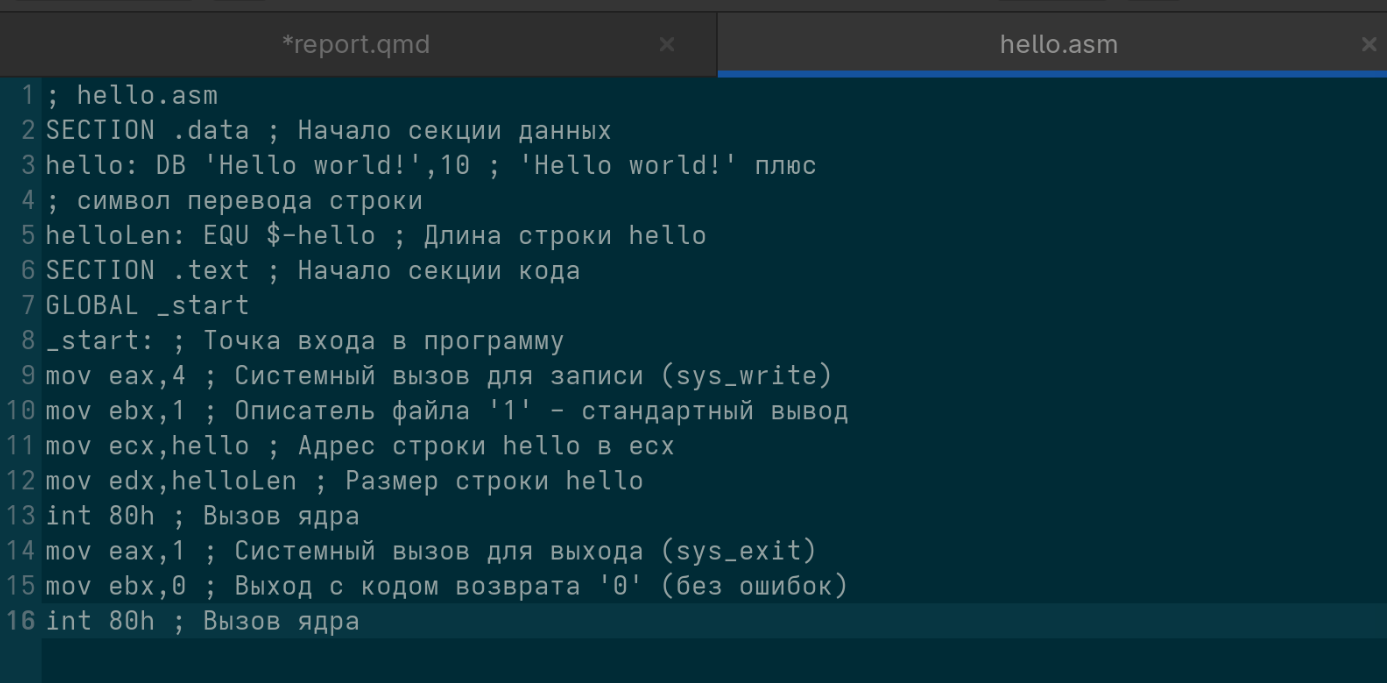 *report.qmd × hello.asm ×
1 ; hello.asm
2 SECTION .data ; Начало секции данных
3 hello: DB 'Hello world!',10 ; 'Hello world!' плюс
4 ; символ перевода строки
5 helloLen: EQU $-hello ; Длина строки hello
6 SECTION .text ; Начало секции кода
7 GLOBAL _start
8 _start: ; Точка входа в программу
9 mov eax,4 ; Системный вызов для записи (sys_write)
10 mov ebx,1 ; Описатель файла '1' - стандартный вывод
11 mov ecx,hello ; Адрес строки hello в ecx
12 mov edx,helloLen ; Размер строки hello
13 int 80h ; Вызов ядра
14 mov eax,1 ; Системный вызов для выхода (sys_exit)
15 mov ebx,0 ; Выход с кодом возврата '0' (без ошибок)
16 int 80h ; Вызов ядра